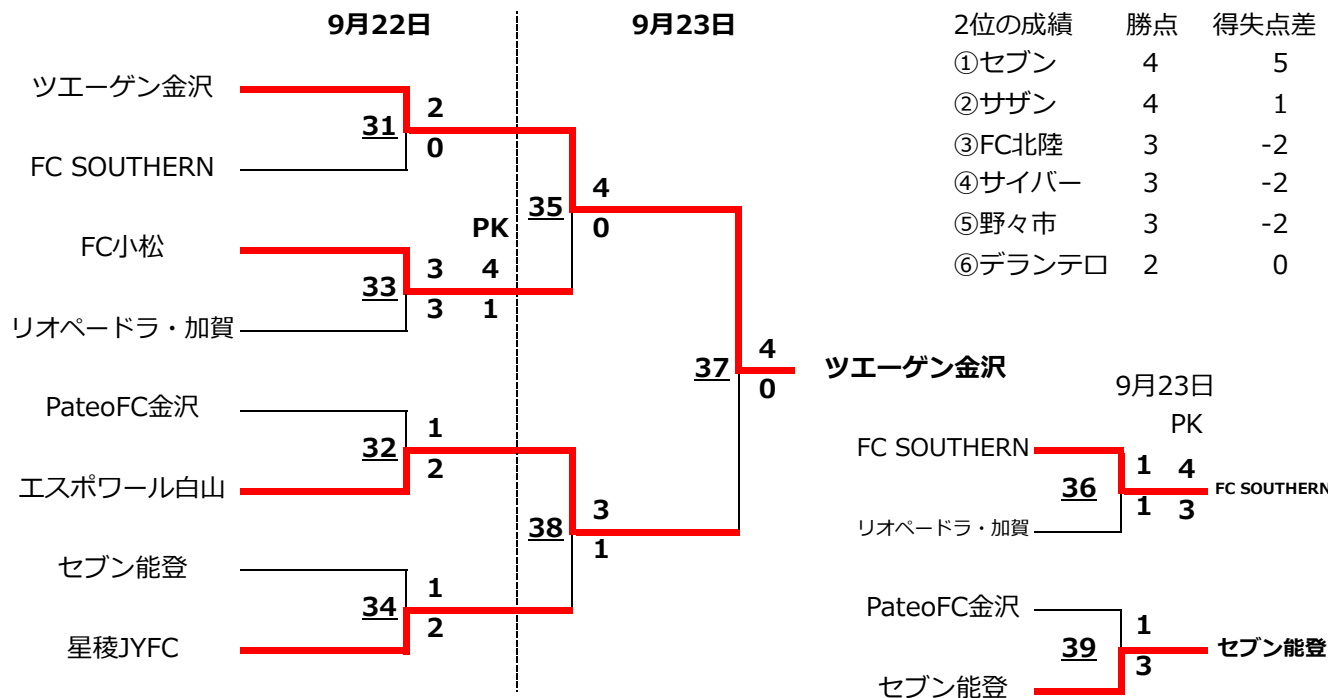 9月22日
9月23日
2位の成績 勝点 得失点差
①セブン 4 5
②サザン 4 1
③FC北陸 3 -2
④サイバー 3 -2
⑤野々市 3 -2
⑥デランテロ 2 0
ツエーゲン金沢
31 2
0
FC SOUTHERN
35 4
0
FC小松
PK
33 3 4
3 1
リオペードラ・加賀
37 4
0
ツエーゲン金沢
PateoFC金沢
32 1
2
エスポワール白山
38 3
1
セブン能登
34 1
2
星稜JYFC
9月23日
PK
FC SOUTHERN
36 1 4
1 3
FC SOUTHERN
リオペードラ・加賀
PateoFC金沢
39 1
3
セブン能登
セブン能登